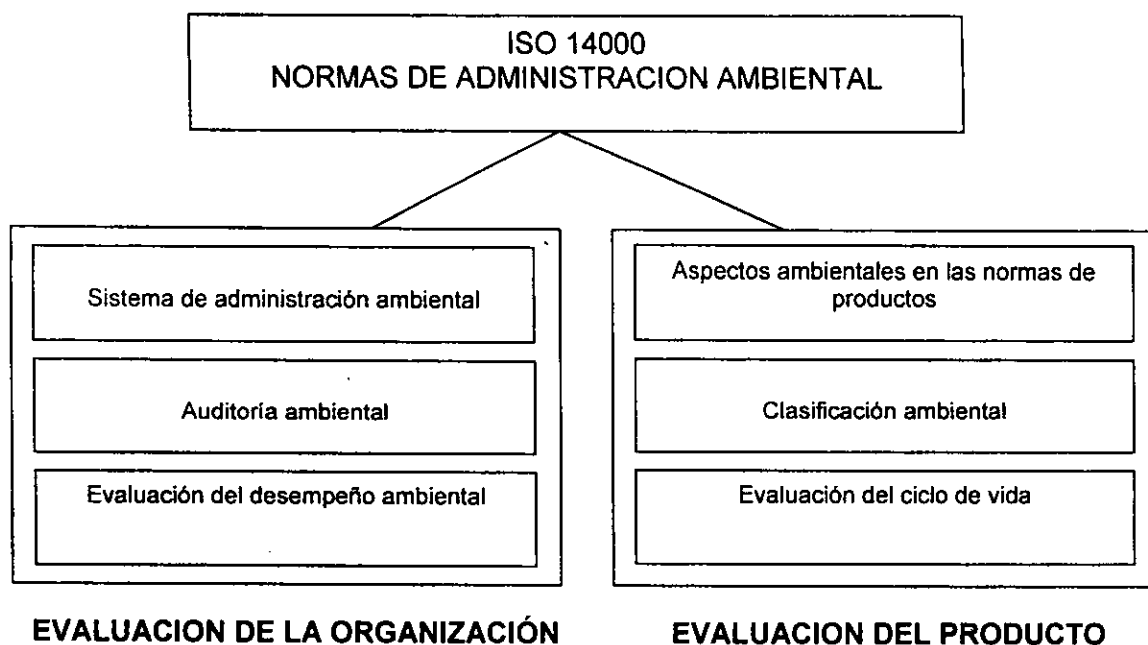 ISO 14000
NORMAS DE ADMINISTRACION AMBIENTAL
Sistema de administración ambiental
Auditoría ambiental
Evaluación del desempeño ambiental
EVALUACION DE LA ORGANIZACIÓN
Aspectos ambientales en las normas de
productos
Clasificación ambiental
Evaluación del ciclo de vida
EVALUACION DEL PRODUCTO